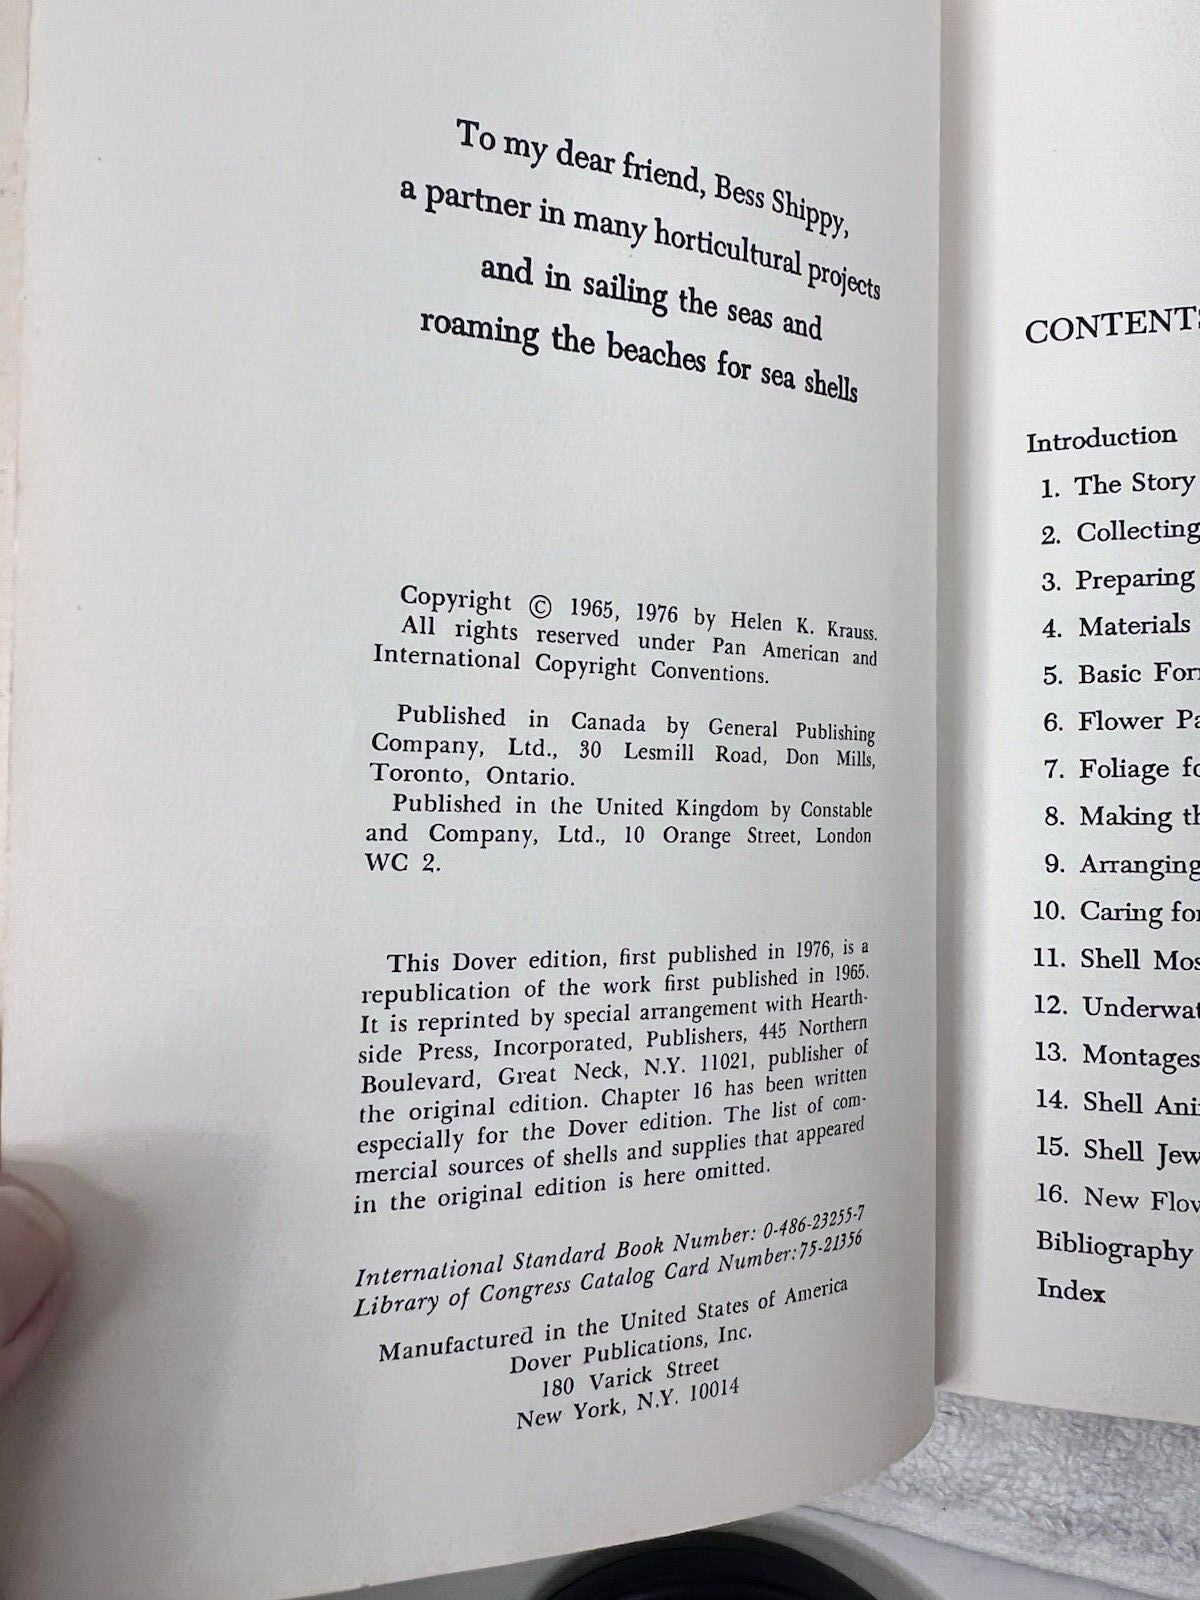 To my dear friend, Bess Shippy,
a partner in many horticultural projects
and in sailing the seas and
roaming the beaches for sea shells
Copyright © 1965, 1976 by Helen K. Krauss.
All rights reserved under Pan American and
International Copyright Conventions.
Published in Canada by General Publishing
Company, Ltd., 30 Lesmill Road, Don Mills,
Toronto, Ontario.
Published in the United Kingdom by Constable
and Company, Ltd., 10 Orange Street, London
WC 2.
This Dover edition, first published in 1976, is a
republication of the work first published in 1965.
It is reprinted by special arrangement with Hearth-
side Press, Incorporated, Publishers, 445 Northern
Boulevard, Great Neck, N.Y. 11021, publisher of
the original edition. Chapter 16 has been written
especially for the Dover edition. The list of com-
mercial sources of shells and supplies that appeared
in the original edition is here omitted.
International Standard Book Number: 0-486-23255-7
Library of Congress Catalog Card Number:75-21356
Manufactured in the United States of America
Dover Publications, Inc.
180 Varick Street
New York, N.Y. 10014
CONTENTS
Introduction
1. The Story
2. Collecting
3. Preparing
4. Materials
5. Basic For
6. Flower Pa
7. Foliage fo
8. Making th
9. Arranging
10. Caring for
11. Shell Mos
12. Underwat
13. Montages
14. Shell Ani
15. Shell Jew
16. New Flow
Bibliography
Index